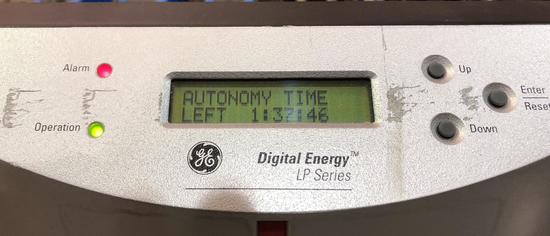 Alarm
Operation
AUTONOMY TIME
LEFT 1:37:46
GE
Digital Energy™
LP Series
Up
Enter
Reset
Down